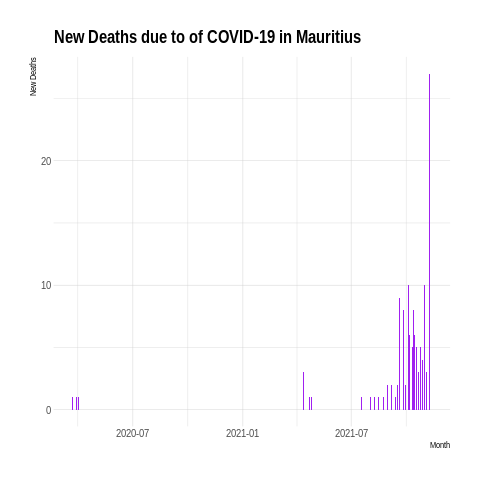 New Deaths due to of COVID-19 in Mauritius
New Deaths
20
10
0
2020-07 2021-01 2021-07
Month